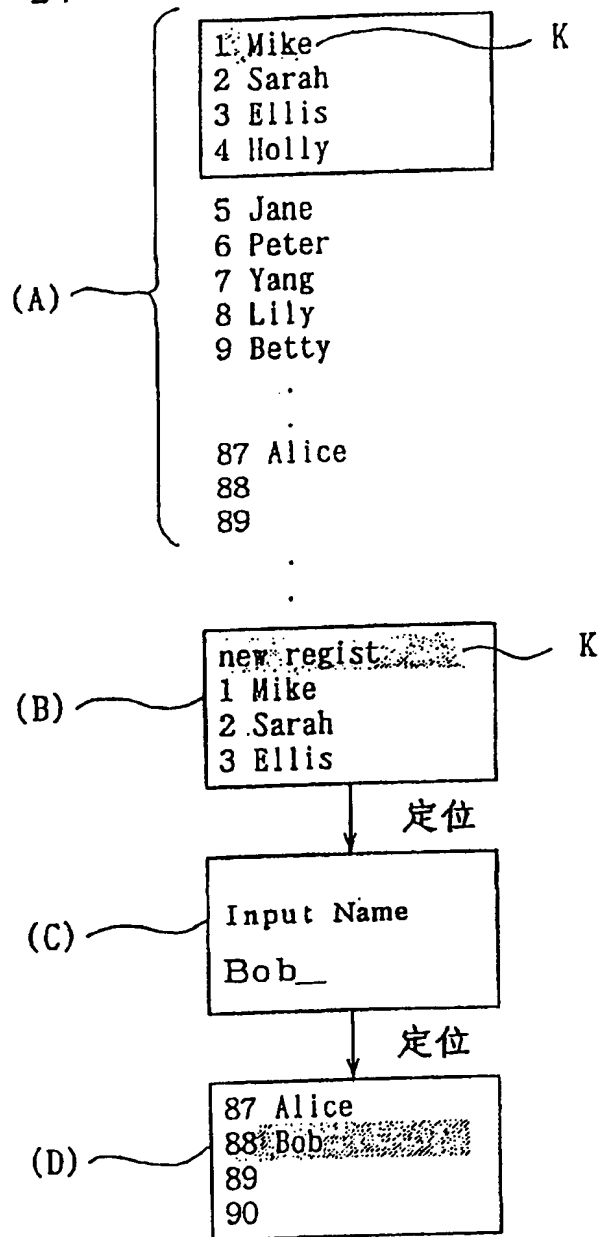 1 Mike K
2 Sarah
3 Ellis
4 Holly
5 Jane
6 Peter
(A)
7 Yang
8 Lily
9 Betty
.
.
87 Alice
88
89
.
.
new regist K
(B)
1 Mike
2 Sarah
3 Ellis
定位
(C)
Input Name
Bob_
定位
87 Alice
(D)
88 Bob
89
90